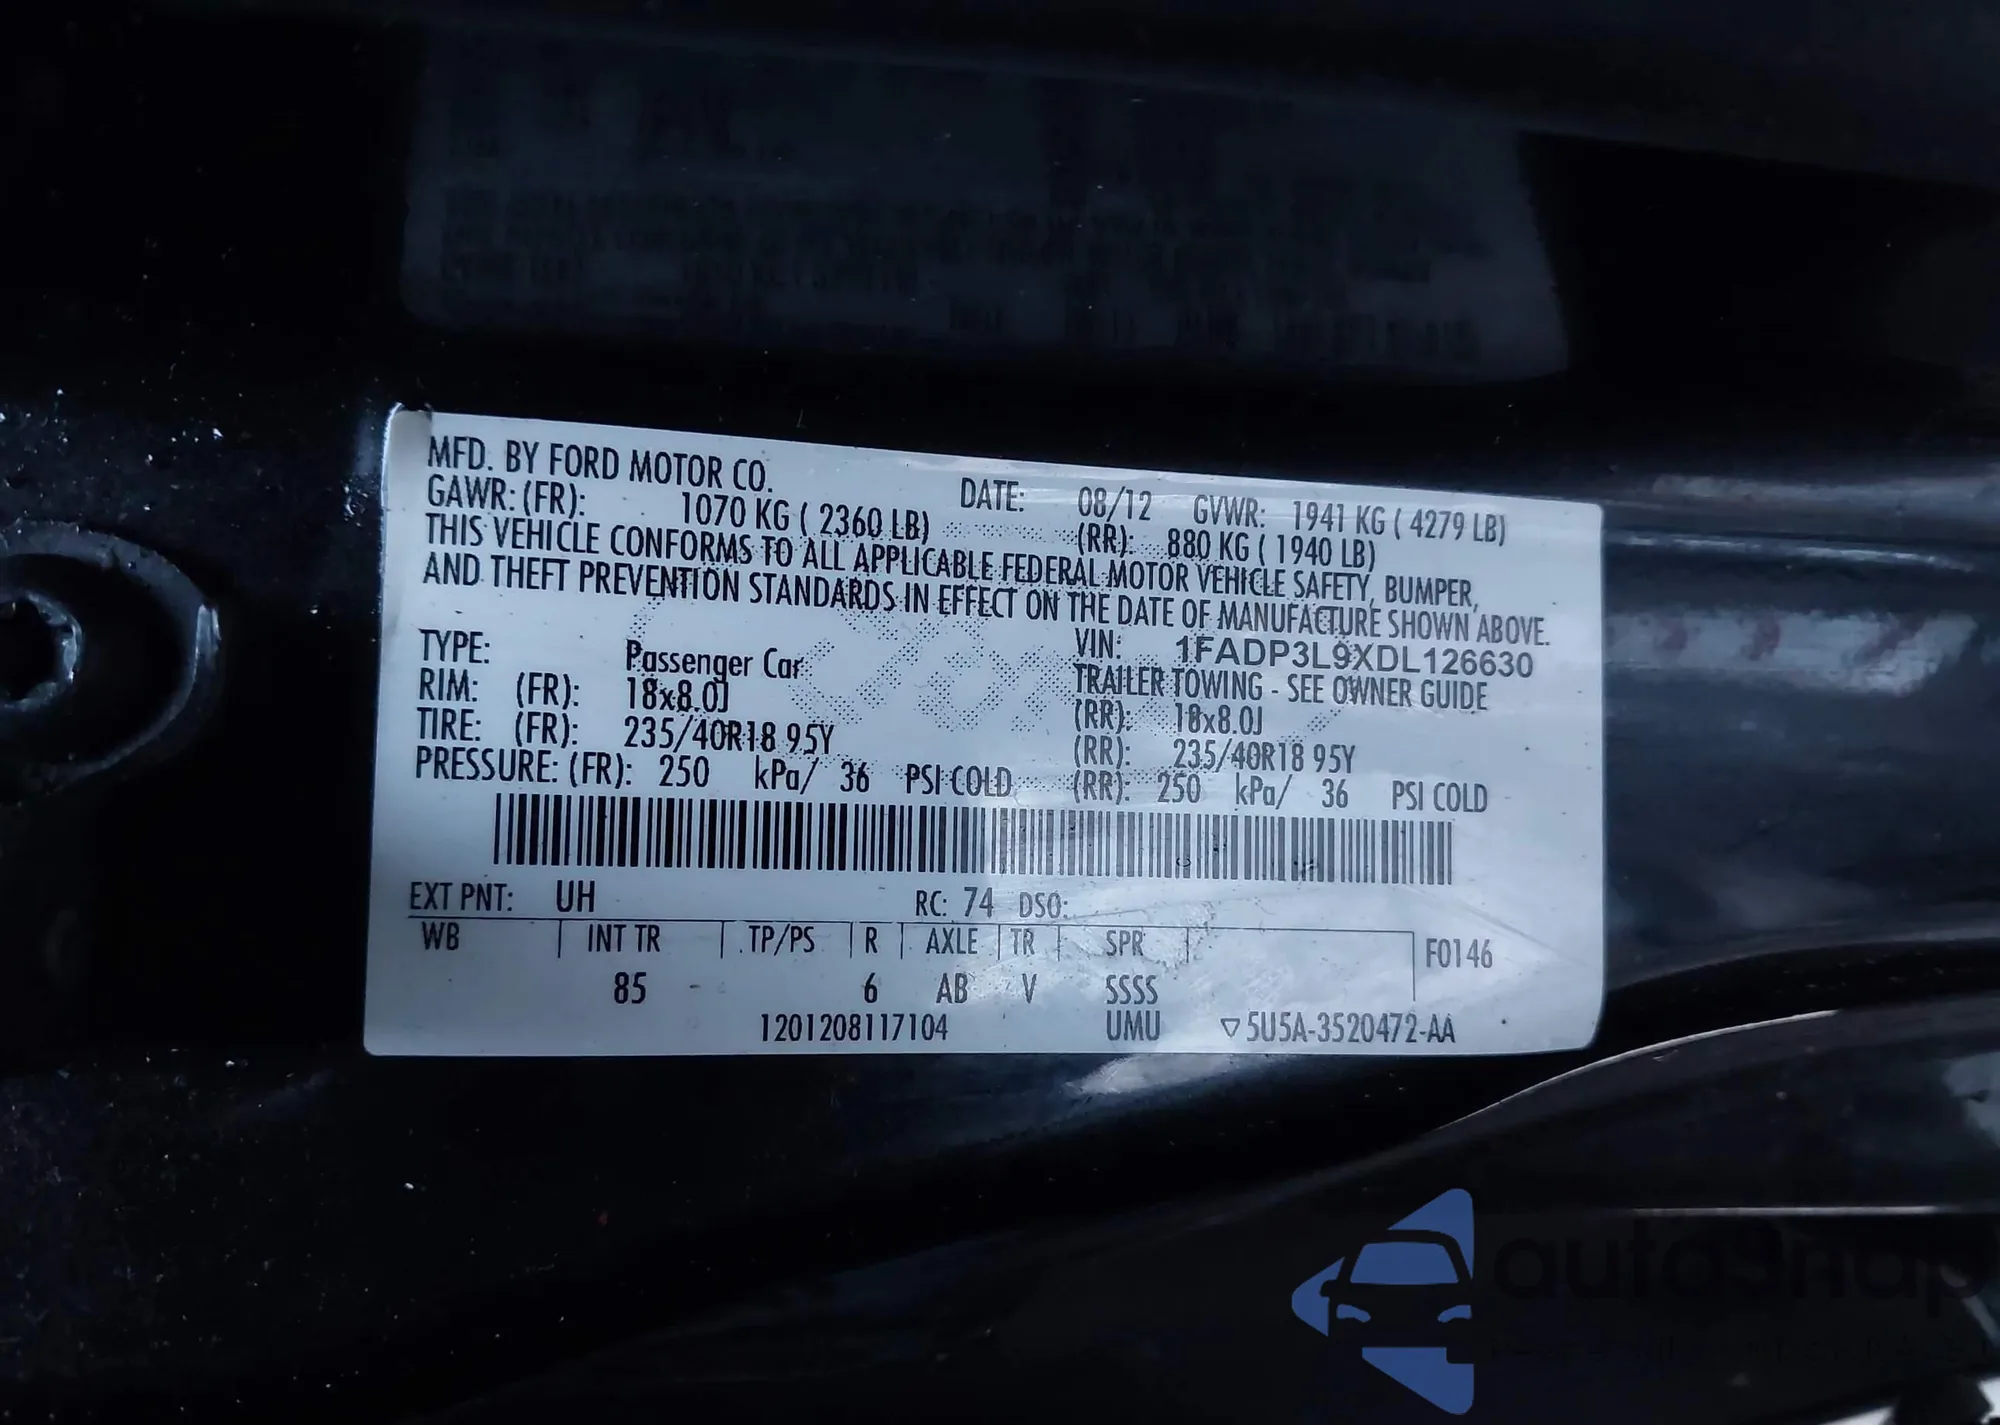 MFD. BY FORD MOTOR CO. DATE: 08/12 GVWR: 1941 KG ( 4279 LB)
GAWR: (FR): 1070 KG ( 2360 LB) (RR): 880 KG ( 1940 LB)
THIS VEHICLE CONFORMS TO ALL APPLICABLE FEDERAL MOTOR VEHICLE SAFETY, BUMPER,
AND THEFT PREVENTION STANDARDS IN EFFECT ON THE DATE OF MANUFACTURE SHOWN ABOVE.
VIN: 1FADP3L9XDL126630
TYPE: Passenger Car TRAILER TOWING - SEE OWNER GUIDE
RIM: (FR): 18x8.0J (RR): 18x8.0J
TIRE: (FR): 235/40R18 95Y (RR): 235/40R18 95Y
PRESSURE: (FR): 250 kPa/ 36 PSI COLD (RR): 250 kPa/ 36 PSI COLD
EXT PNT: UH RC: 74 DSO:
WB INT TR TP/PS R AXLE TR SPR F0146
85 6 AB V SSSS
1201208117104 UMU ▽5U5A-3520472-AA